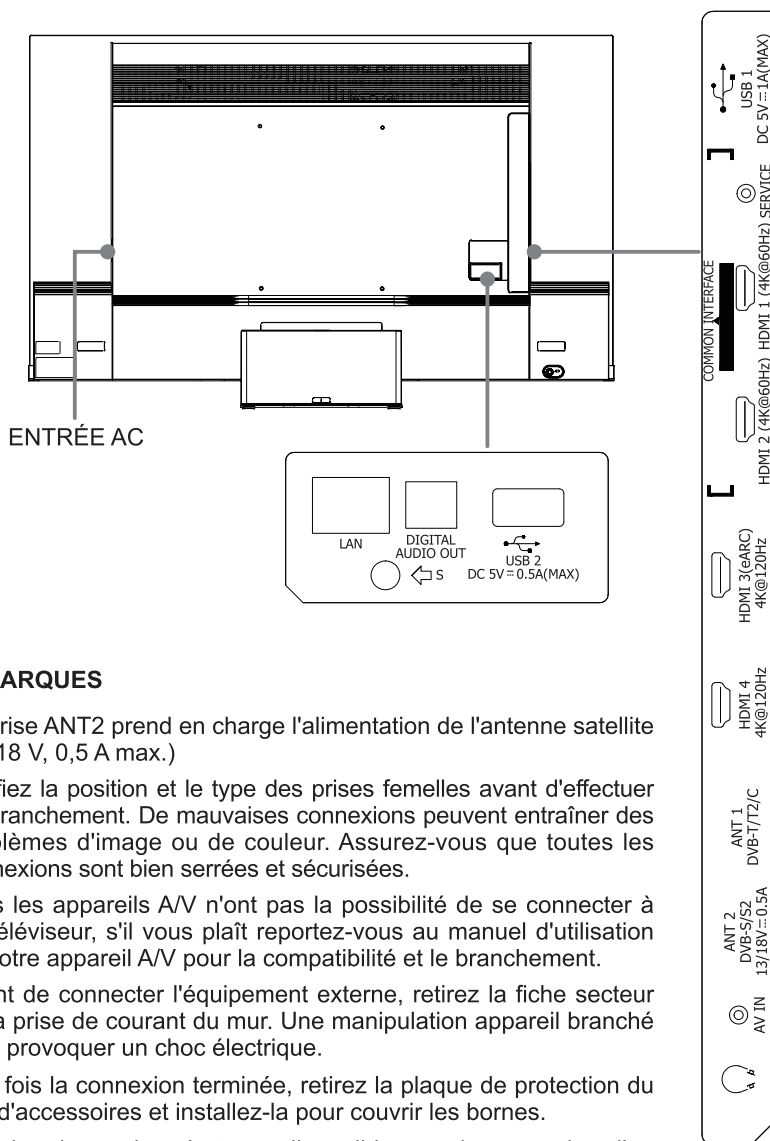 ENTRÉE AC
LAN
DIGITAL
AUDIO OUT
S
USB 2
DC 5V⎓0.5A(MAX)
USB 1
DC 5V⎓1A(MAX)
SERVICE
COMMON INTERFACE
HDMI 1 (4K@60Hz)
HDMI 2 (4K@60Hz)
HDMI 3(eARC)
4K@120Hz
HDMI 4
4K@120Hz
ANT 1
DVB-T/T2/C
ANT 2
DVB-S/S2
13/18V⎓0.5A
AV IN
ARQUES
rise ANT2 prend en charge l'alimentation de l'antenne satellite
18 V, 0,5 A max.)
fiez la position et le type des prises femelles avant d'effectuer
ranchement. De mauvaises connexions peuvent entraîner des
blèmes d'image ou de couleur. Assurez-vous que toutes les
nexions sont bien serrées et sécurisées.
s les appareils A/V n'ont pas la possibilité de se connecter à
éléviseur, s'il vous plaît reportez-vous au manuel d'utilisation
otre appareil A/V pour la compatibilité et le branchement.
nt de connecter l'équipement externe, retirez la fiche secteur
a prise de courant du mur. Une manipulation appareil branché
provoquer un choc électrique.
fois la connexion terminée, retirez la plaque de protection du
d'accessoires et installez-la pour couvrir les bornes.